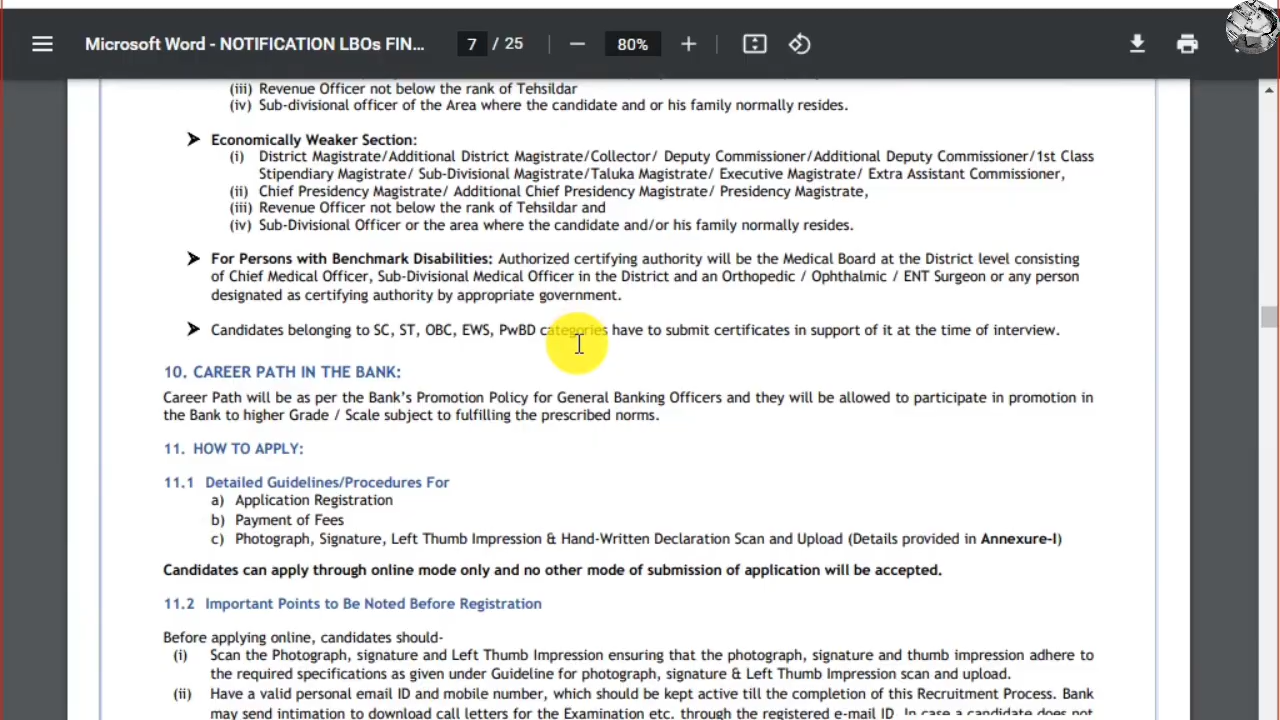 Microsoft Word - NOTIFICATION LBOs FIN... 7 / 25 80%
(iii) Revenue Officer not below the rank of Tehsildar
(iv) Sub-divisional officer of the Area where the candidate and or his family normally resides.
Economically Weaker Section:
(i) District Magistrate/Additional District Magistrate/Collector/ Deputy Commissioner/Additional Deputy Commissioner/1st Class
Stipendiary Magistrate/ Sub-Divisional Magistrate/Taluka Magistrate/ Executive Magistrate/ Extra Assistant Commissioner,
(ii) Chief Presidency Magistrate/ Additional Chief Presidency Magistrate/ Presidency Magistrate,
(iii) Revenue Officer not below the rank of Tehsildar and
(iv) Sub-Divisional Officer or the area where the candidate and/or his family normally resides.
For Persons with Benchmark Disabilities: Authorized certifying authority will be the Medical Board at the District level consisting
of Chief Medical Officer, Sub-Divisional Medical Officer in the District and an Orthopedic / Ophthalmic / ENT Surgeon or any person
designated as certifying authority by appropriate government.
Candidates belonging to SC, ST, OBC, EWS, PwBD categories have to submit certificates in support of it at the time of interview.
10. CAREER PATH IN THE BANK:
Career Path will be as per the Bank's Promotion Policy for General Banking Officers and they will be allowed to participate in promotion in
the Bank to higher Grade / Scale subject to fulfilling the prescribed norms.
11. HOW TO APPLY:
11.1 Detailed Guidelines/Procedures For
a) Application Registration
b) Payment of Fees
c) Photograph, Signature, Left Thumb Impression & Hand-Written Declaration Scan and Upload (Details provided in Annexure-I)
Candidates can apply through online mode only and no other mode of submission of application will be accepted.
11.2 Important Points to Be Noted Before Registration
Before applying online, candidates should-
(i) Scan the Photograph, signature and Left Thumb Impression ensuring that the photograph, signature and thumb impression adhere to
the required specifications as given under Guideline for photograph, signature & Left Thumb Impression scan and upload.
(ii) Have a valid personal email ID and mobile number, which should be kept active till the completion of this Recruitment Process. Bank
may send intimation to download call letters for the Examination etc. through the registered e-mail ID. In case a candidate does not